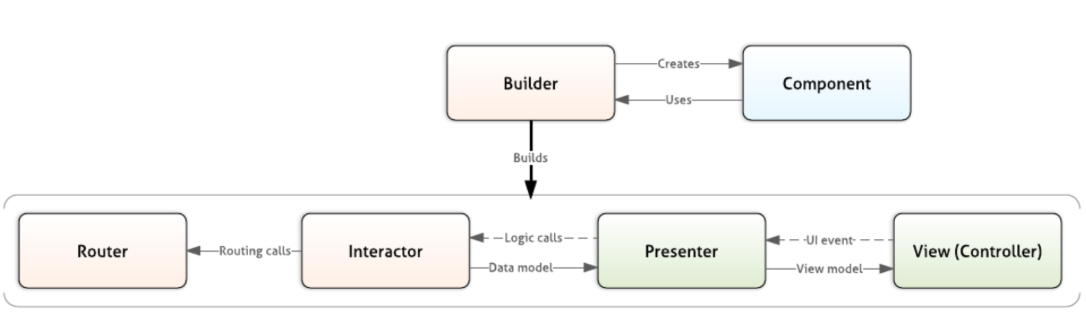 Builder
Creates
Component
Uses
Builds
Router
Routing calls
Interactor
Logic calls
Data model
Presenter
UI event
View model
View (Controller)